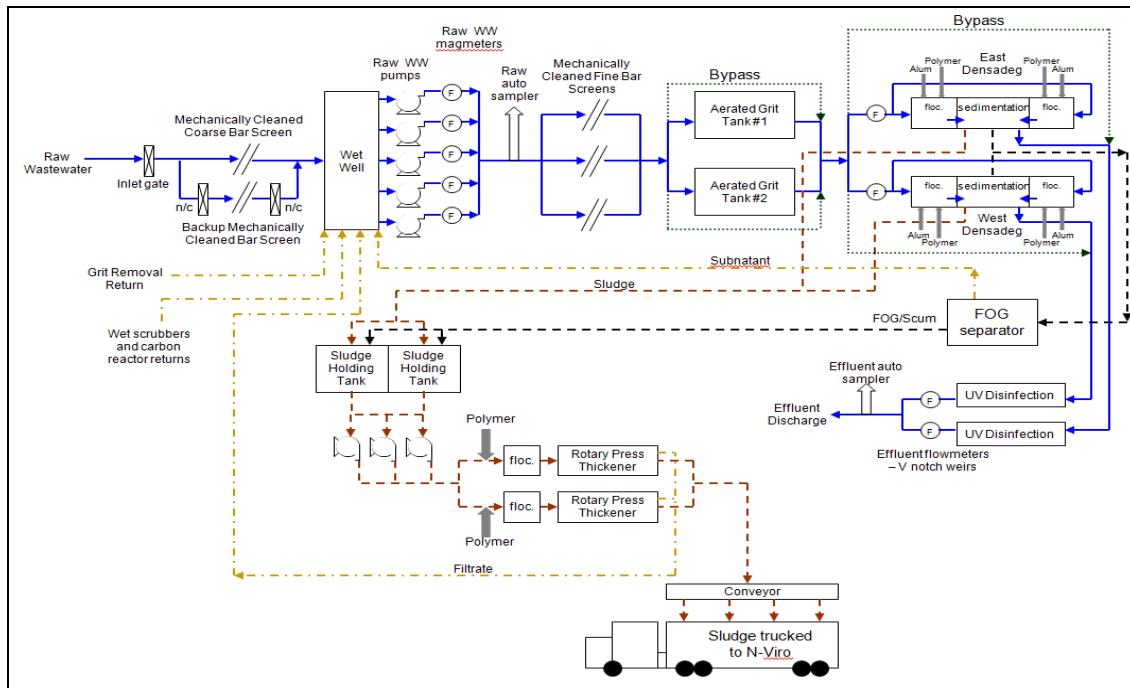 Bypass
Raw WW
magmeters
East
Densadeg
Polymer
Alum
Polymer
Alum
Raw WW
pumps
Raw
auto
sampler
Mechanically
Cleaned Fine Bar
Screens
Bypass
F
F
F
F
F
Aerated Grit
Tank #1
Aerated Grit
Tank #2
F
floc.
sedimentation
floc.
F
floc.
sedimentation
floc.
West
Densadeg
Alum
Polymer
Polymer
Alum
Mechanically Cleaned
Coarse Bar Screen
Raw
Wastewater
Inlet gate
n/c
n/c
Backup Mechanically
Cleaned Bar Screen
Wet
Well
Grit Removal
Return
Wet scrubbers
and carbon
reactor returns
Subnatant
Sludge
FOG/Scum
FOG
separator
Sludge
Holding
Tank
Sludge
Holding
Tank
Effluent auto
sampler
Effluent
Discharge
F
F
UV Disinfection
UV Disinfection
Effluent flowmeters
– V notch weirs
Polymer
floc.
Rotary Press
Thickener
floc.
Rotary Press
Thickener
Polymer
Filtrate
Conveyor
Sludge trucked
to N-Viro